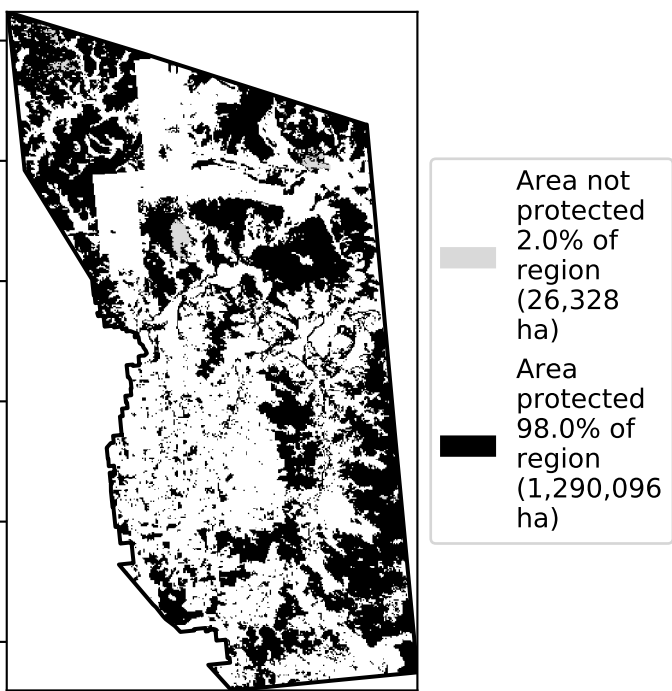 Area not
protected
2.0% of
region
(26,328
ha)
Area
protected
98.0% of
region
(1,290,096
ha)